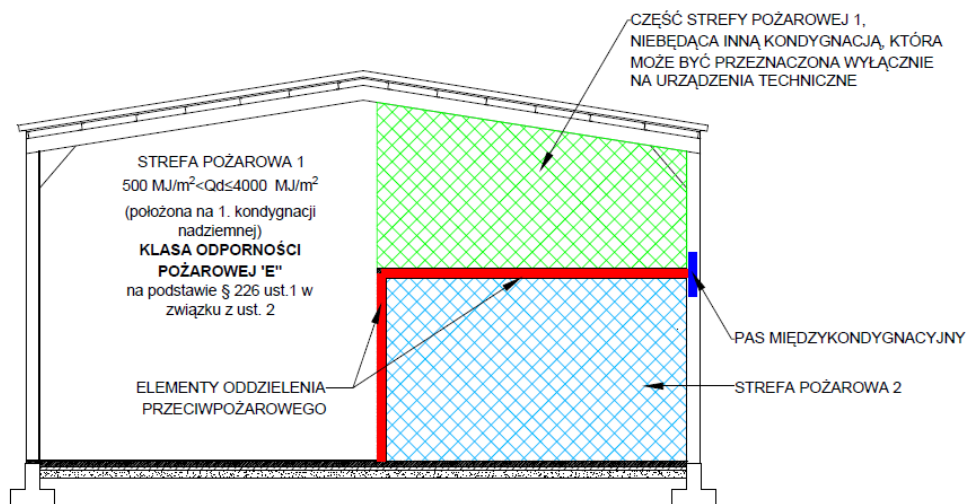 CZĘŚĆ STREFY POŻAROWEJ 1,
NIEBĘDĄCA INNĄ KONDYGNACJĄ, KTÓRA
MOŻE BYĆ PRZEZNACZONA WYŁĄCZNIE
NA URZĄDZENIA TECHNICZNE
STREFA POŻAROWA 1
500 MJ/m²<Qd≤4000 MJ/m²
(położona na 1. kondygnacji
nadziemnej)
KLASA ODPORNOŚCI
POŻAROWEJ 'E"
na podstawie § 226 ust.1 w
związku z ust. 2
PAS MIĘDZYKONDYGNACYJNY
ELEMENTY ODDZIELENIA
PRZECIWPOŻAROWEGO
STREFA POŻAROWA 2